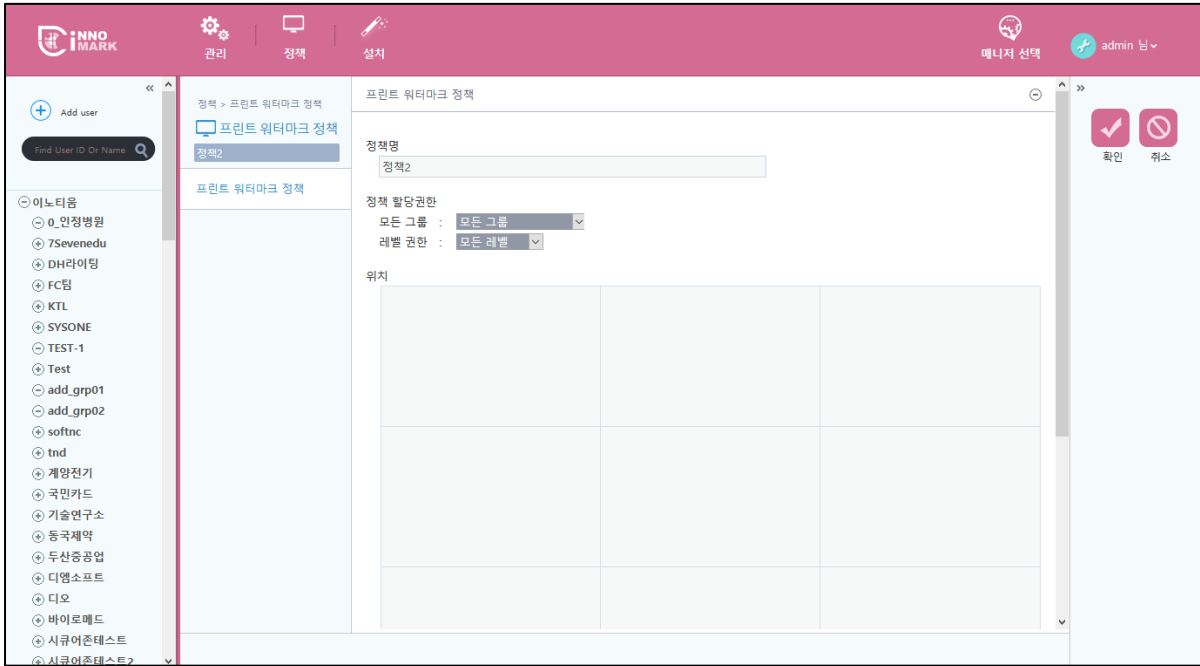 INNO
MARK
관리
정책
설치
매니저 선택
admin 님
Add user
Find User ID Or Name
이노티움
0_인정병원
7Sevenedu
DH라이팅
FC팀
KTL
SYSONE
TEST-1
Test
add_grp01
add_grp02
softnc
tnd
계양전기
국민카드
기술연구소
동국제약
두산중공업
디엠소프트
디오
바이로메드
시큐어존테스트
시큐어존테스트2
정책 > 프린트 워터마크 정책
프린트 워터마크 정책
정책2
프린트 워터마크 정책
프린트 워터마크 정책
정책명
정책2
정책 할당권한
모든 그룹 : 모든 그룹
레벨 권한 : 모든 레벨
위치
확인
취소